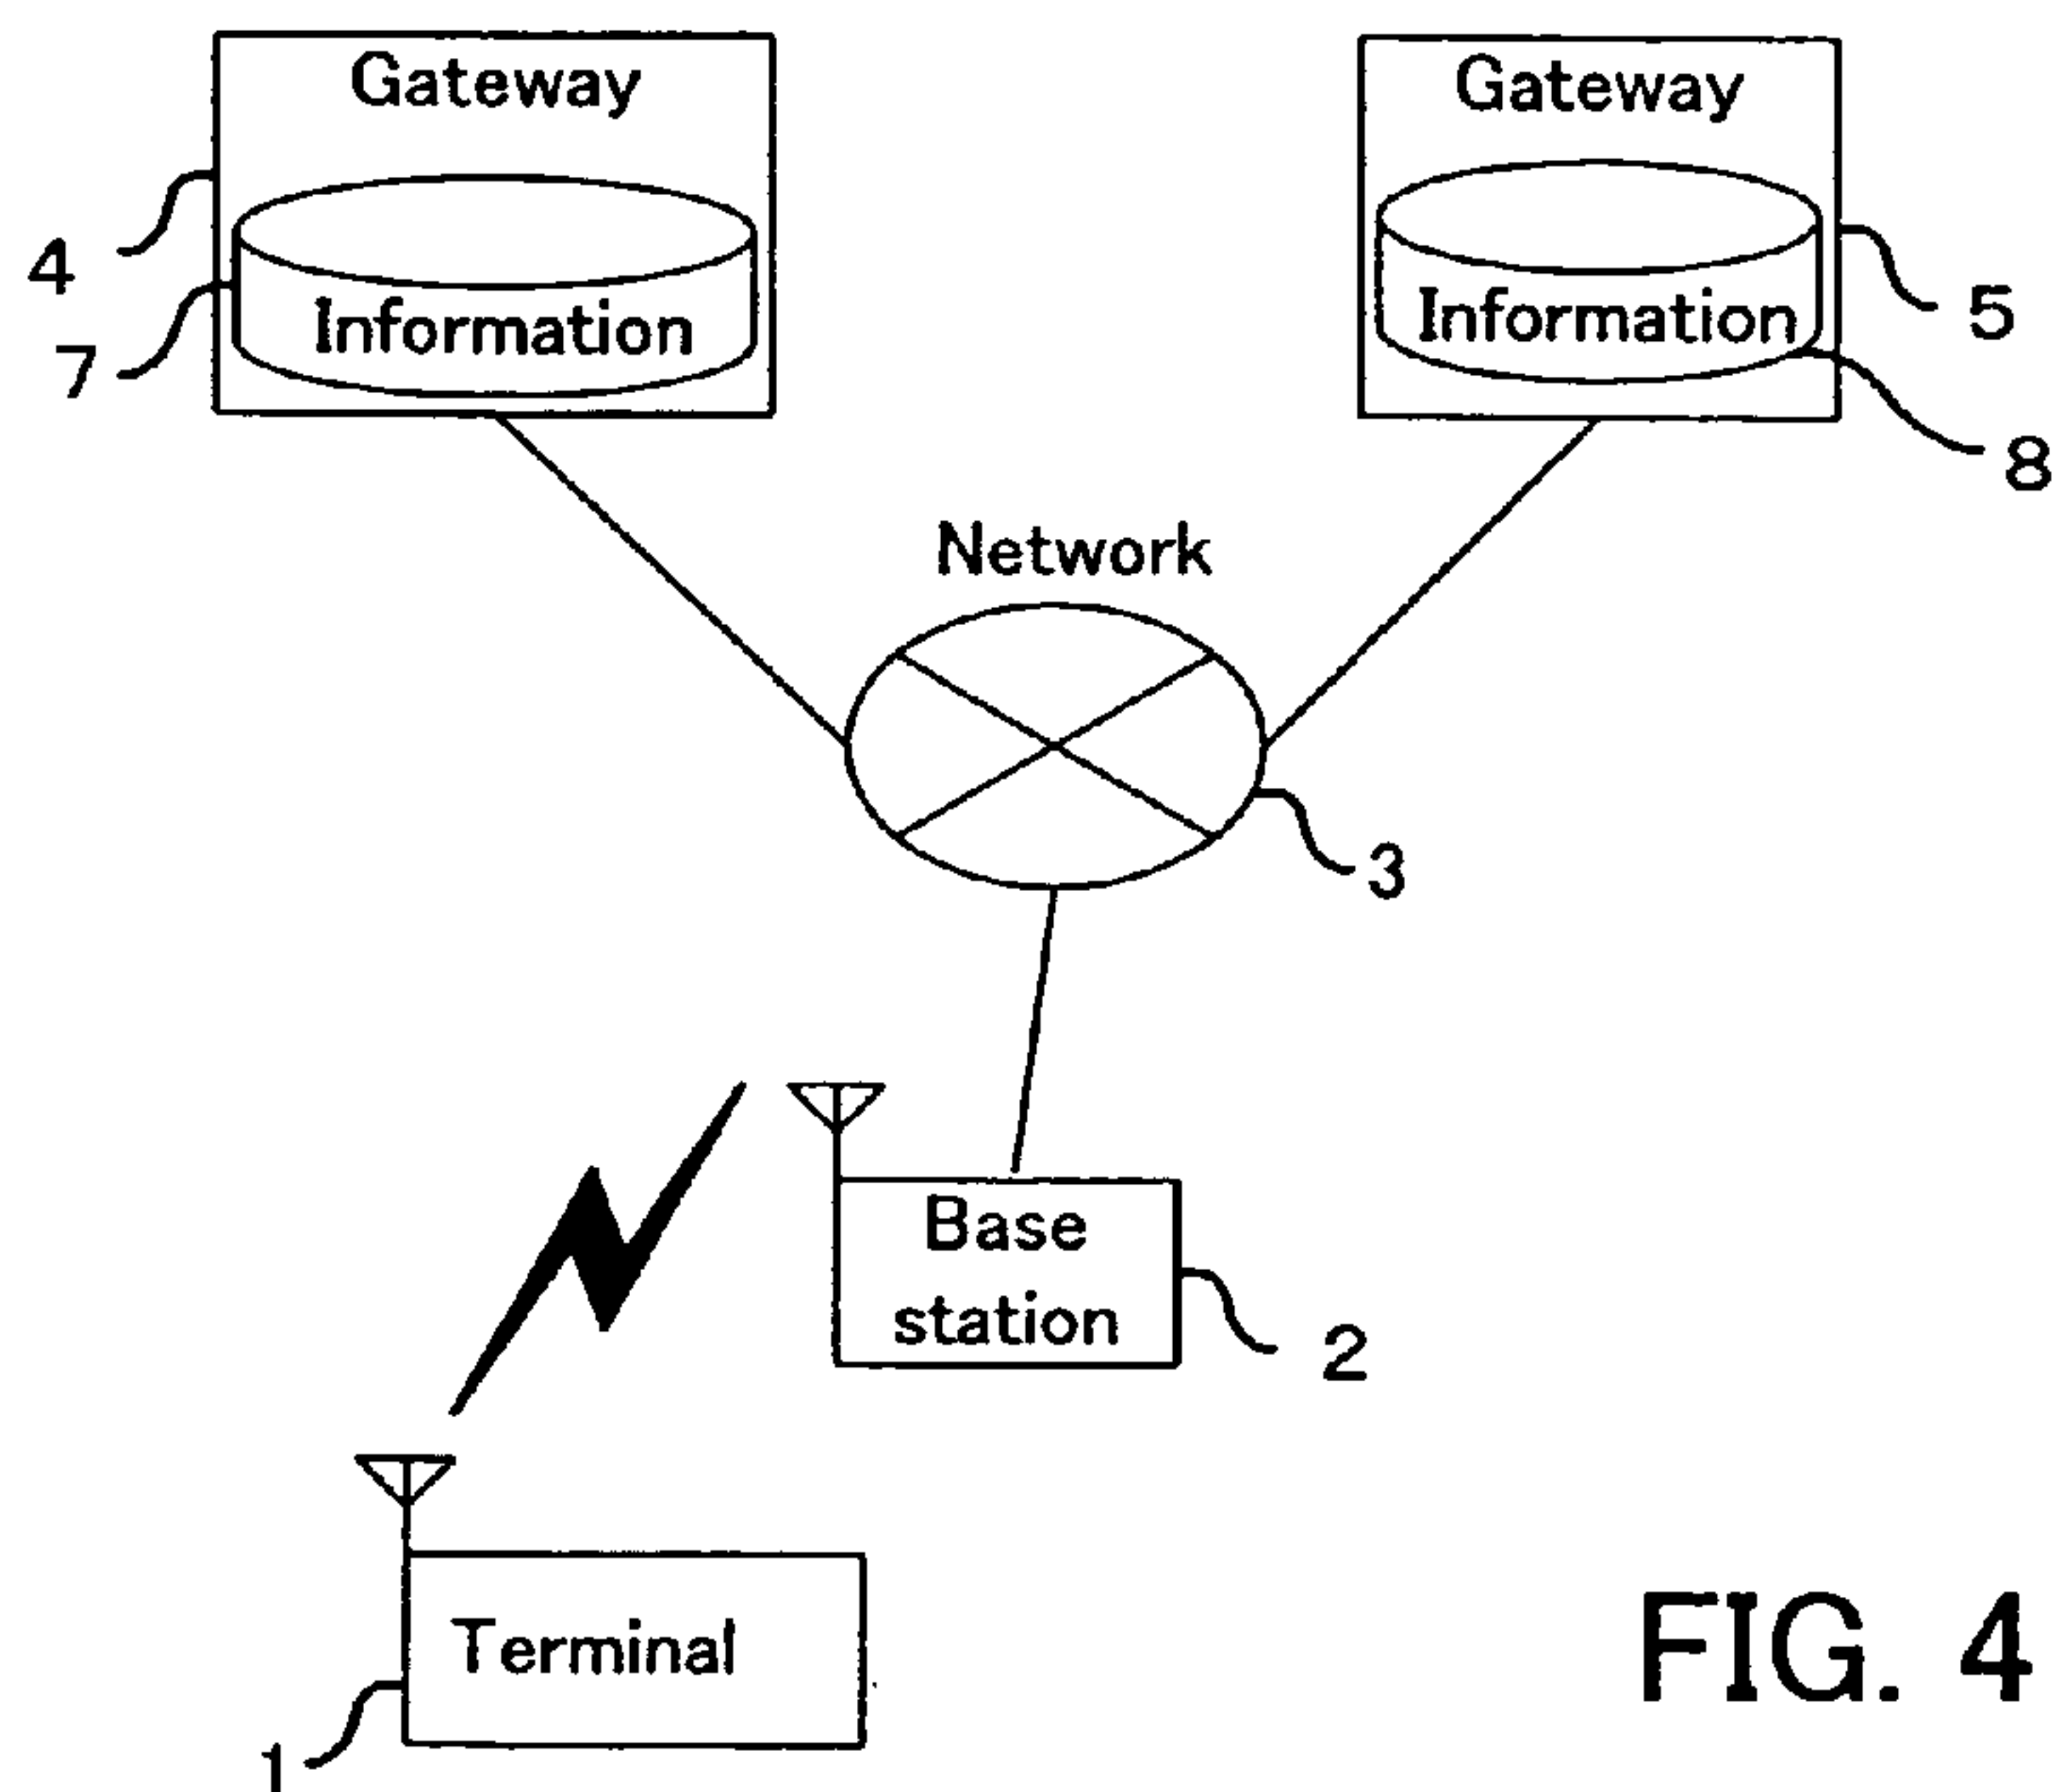 Gateway
Gateway
4
7
Information
Information
5
8
Network
3
Base
station
2
Terminal
1
FIG. 4